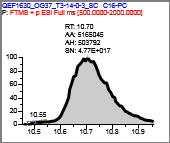 QEF1630_OG37_T3-14-0-3_SC C16-PC
F: FTMS + p ESI Full ms [500.0000-2000.0000]
RT: 10.70
AA: 5165045
AH: 503792
SN: 4.77E+017
100
80
60
40
20
0
10.55
10.5 10.6 10.7 10.8 10.9